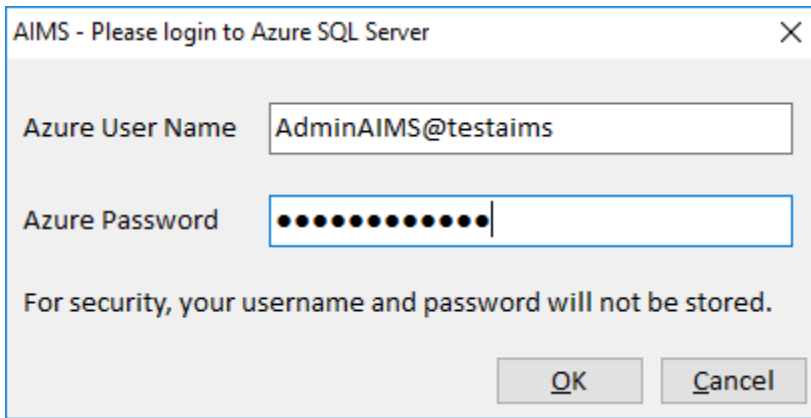 AIMS - Please login to Azure SQL Server
Azure User Name AdminAIMS@testaims
Azure Password ●●●●●●●●●●●●
For security, your username and password will not be stored.
OK Cancel